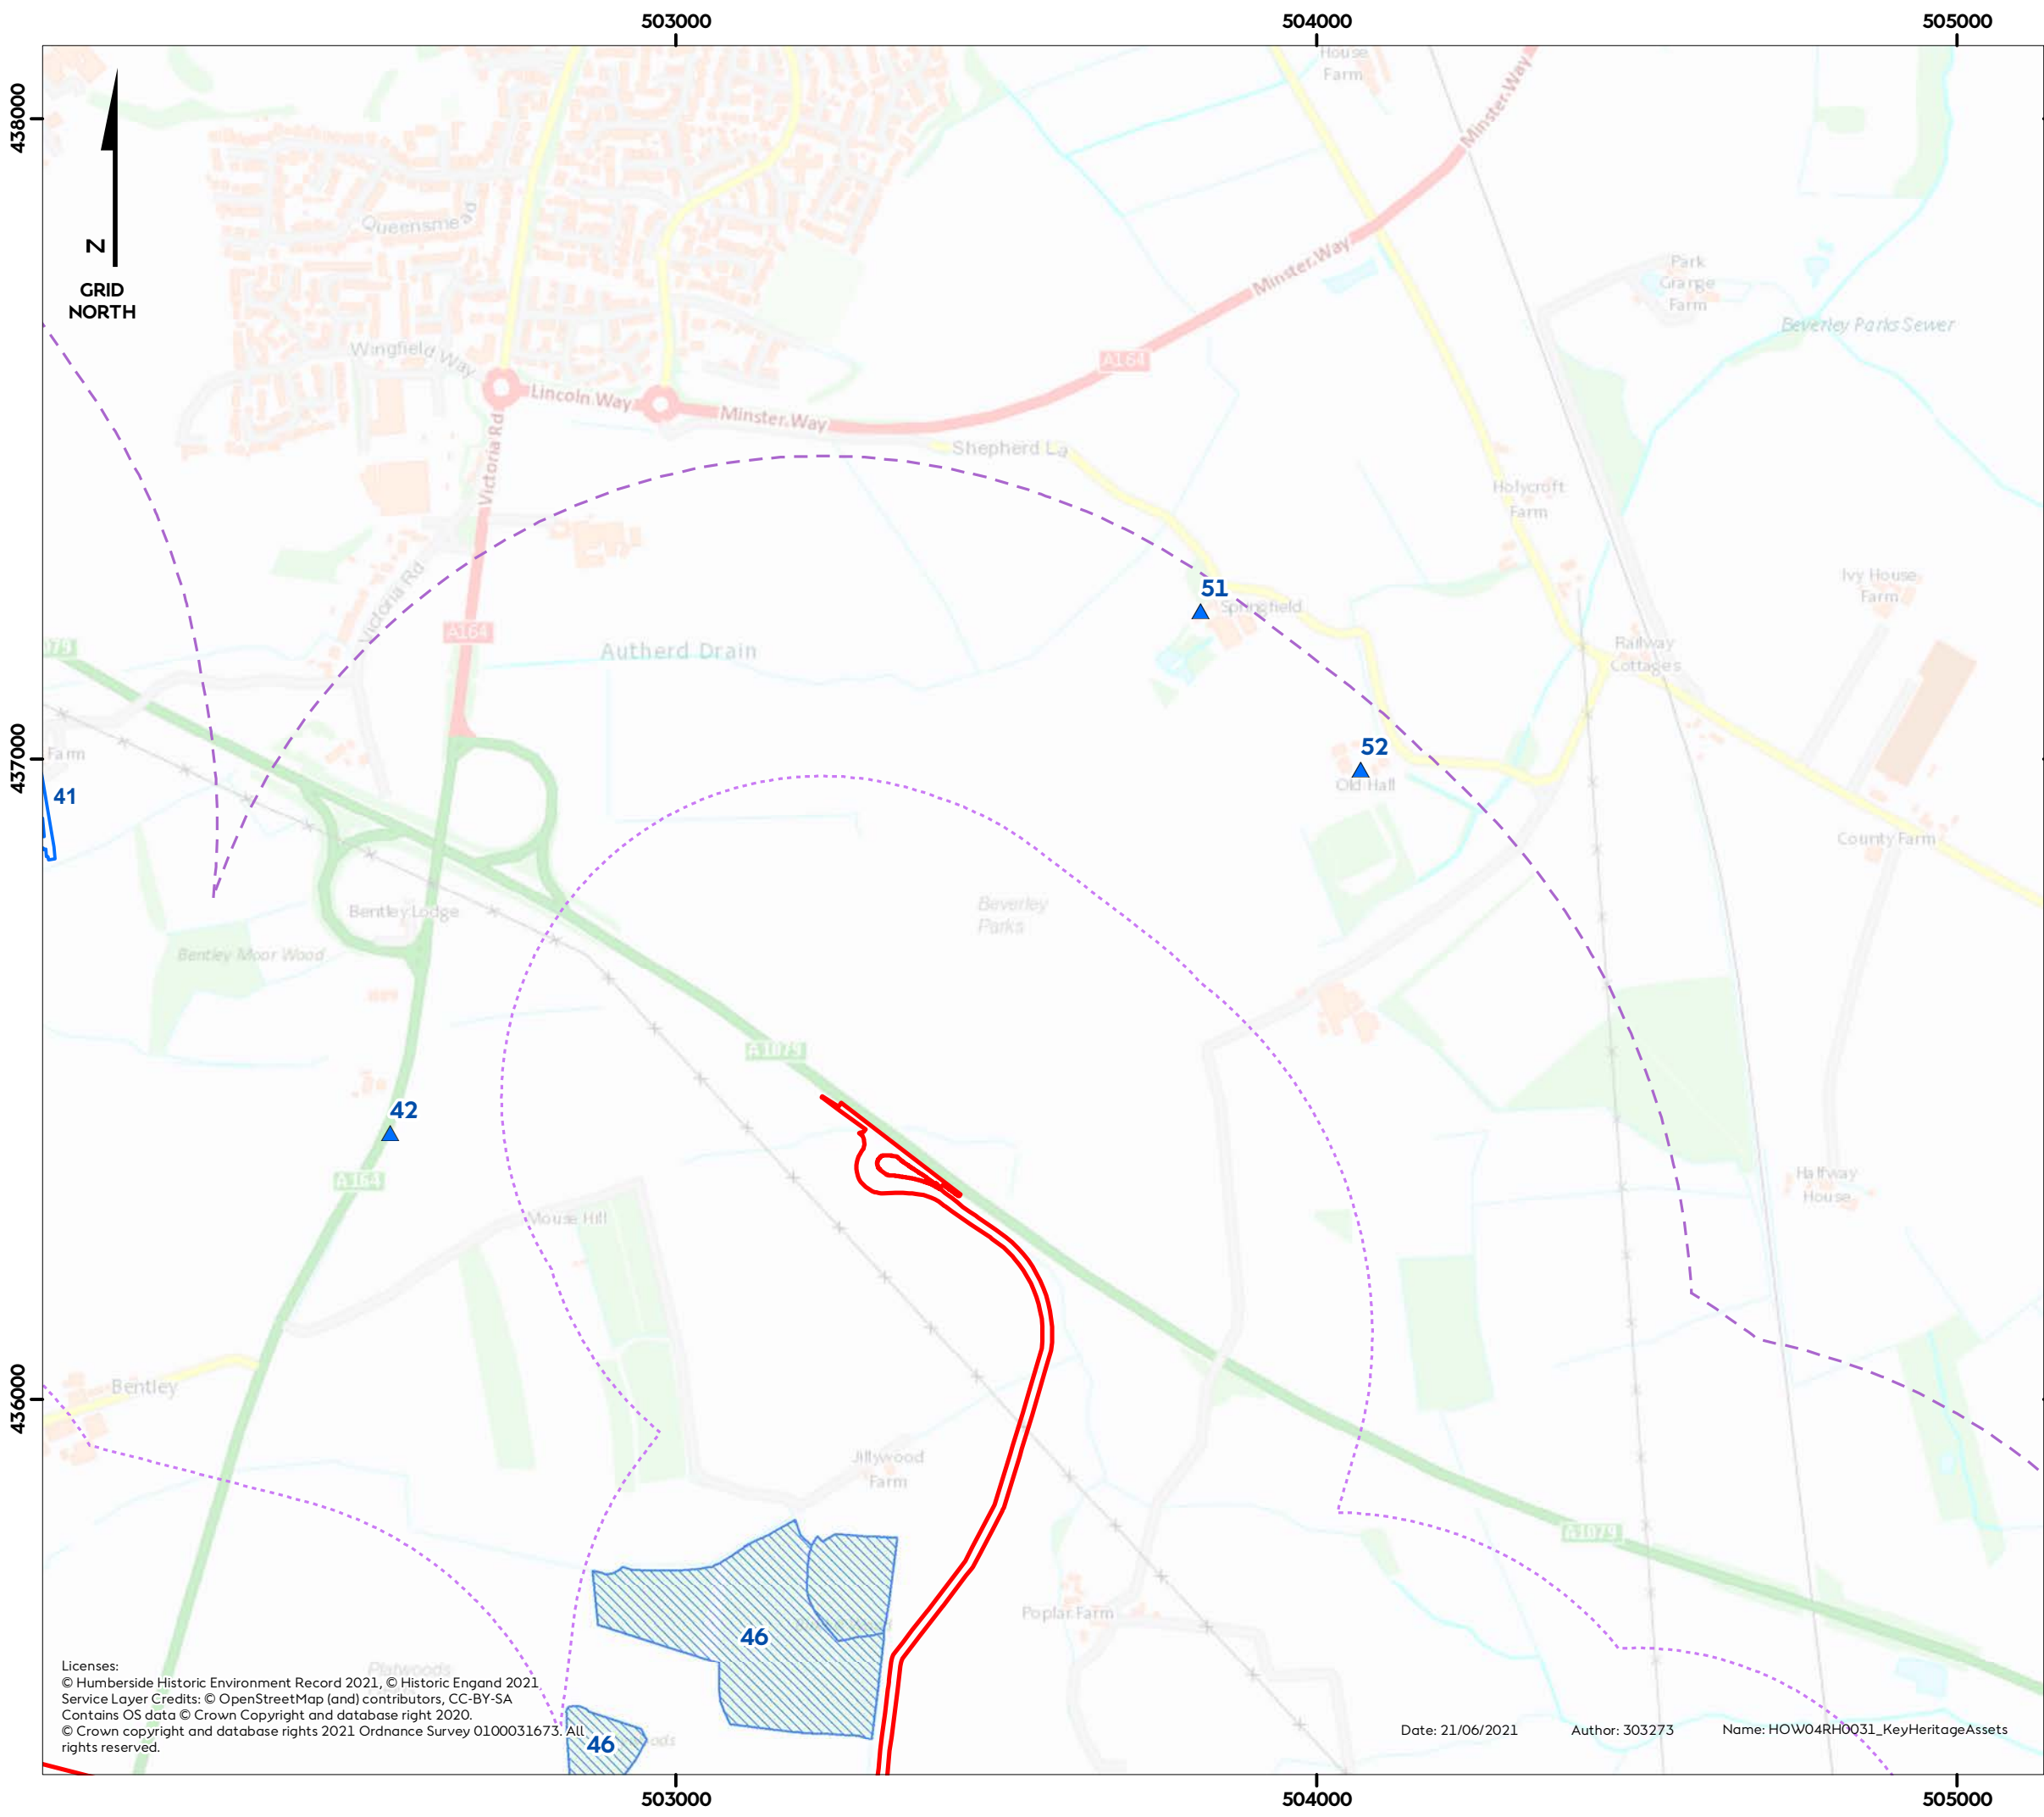 503000
504000
505000
House
Farm
438000
Minster Way
Queensmead
N
GRID
NORTH
Minster Way
Park
Grange
Farm
Beverley Parks Sewer
Wingfield Way
A164
Lincoln Way
Minster Way
Victoria Rd
Shepherd La
Holycroft
Farm
Victoria Rd
51
Springfield
Ivy House
Farm
A164
Autherd Drain
Railway
Cottages
437000
Farm
52
Old Hall
41
County Farm
Bentley Lodge
Beverley
Parks
Bentley Moor Wood
A1079
42
A164
Halfway
House
Mouse Hill
436000
Bentley
Jillywood
Farm
A1079
Poplar Farm
46
Platwoods
Licenses:
© Humberside Historic Environment Record 2021, © Historic Engand 2021
Service Layer Credits: © OpenStreetMap (and) contributors, CC-BY-SA
Contains OS data © Crown Copyright and database right 2020.
© Crown copyright and database rights 2021 Ordnance Survey 0100031673. All
rights reserved.
46
Date: 21/06/2021
Author: 303273
Name: HOW04RH0031_KeyHeritageAssets
503000
504000
505000